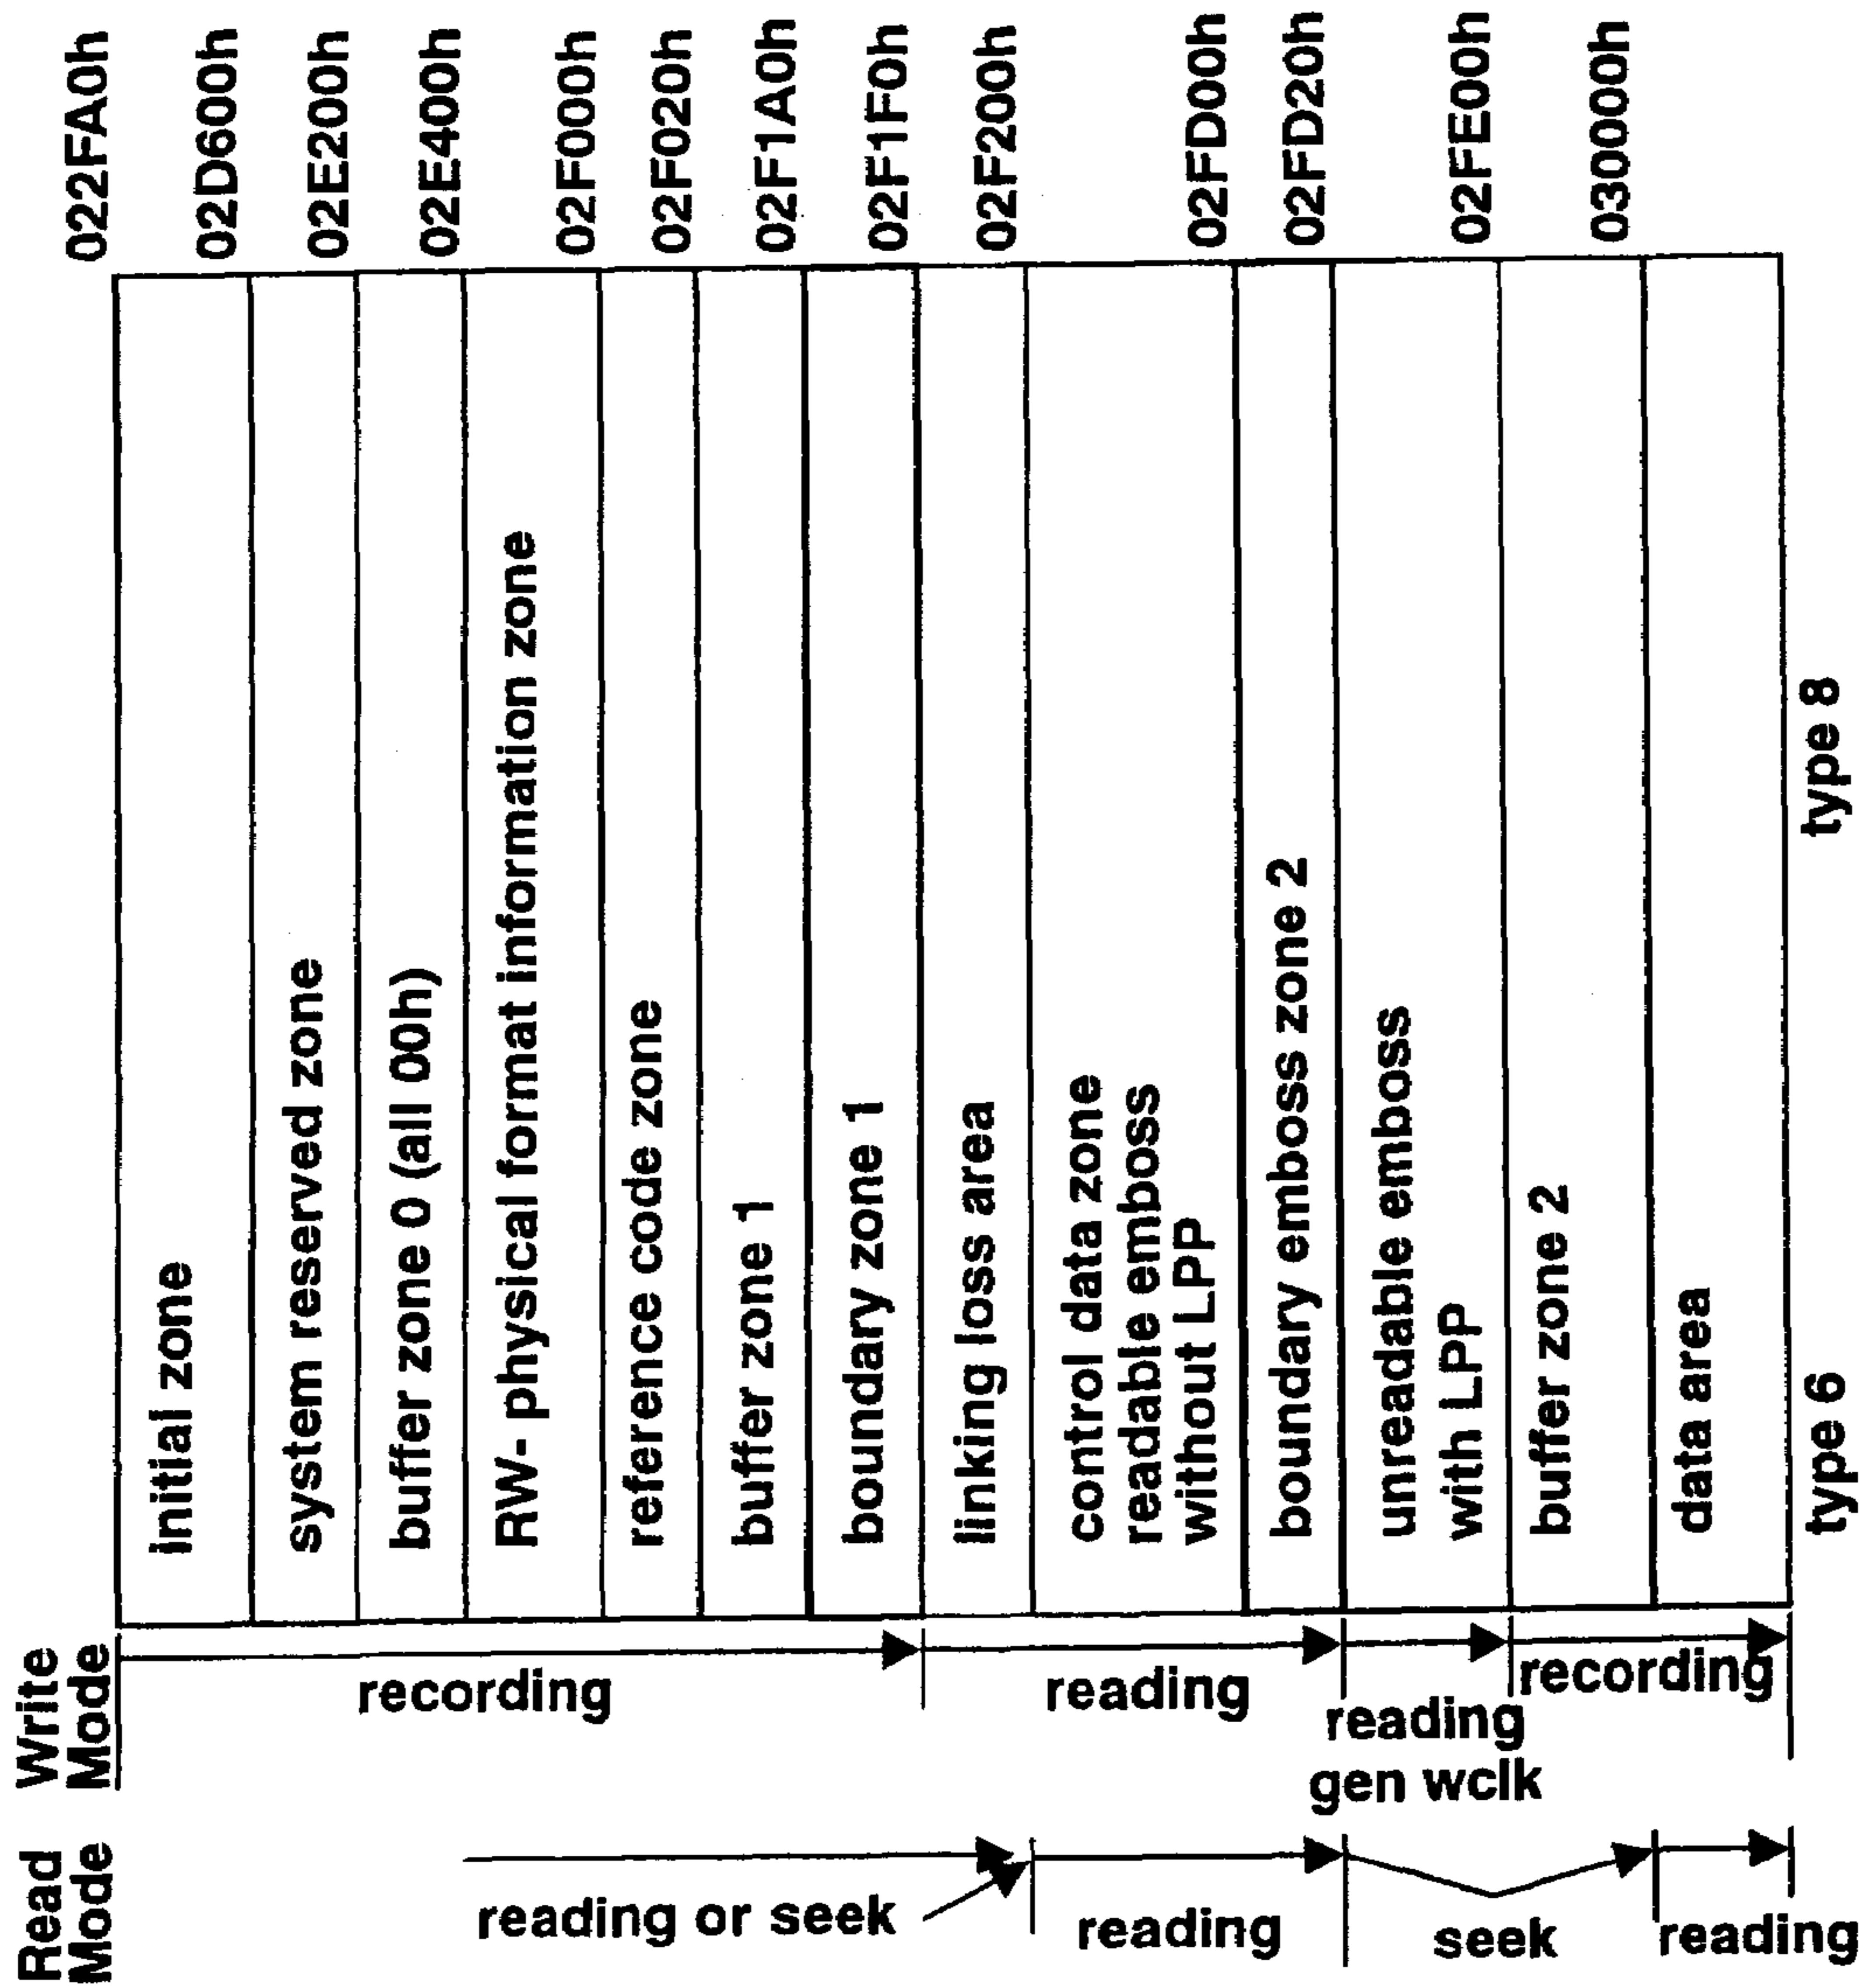 022FA0h
initial zone
02D600h
system reserved zone
02E200h
buffer zone 0 (all 00h)
02E400h
RW- physical format information zone
02F000h
reference code zone
02F020h
buffer zone 1
02F1A0h
boundary zone 1
02F1F0h
linking loss area
02F200h
control data zone
readable emboss
without LPP
02FD00h
boundary emboss zone 2
02FD20h
unreadable emboss
with LPP
02FE00h
buffer zone 2
030000h
data area
type 6
type 8
Write
Mode
recording
reading
reading
gen wclk
recording
Read
Mode
reading or seek
reading
seek
reading